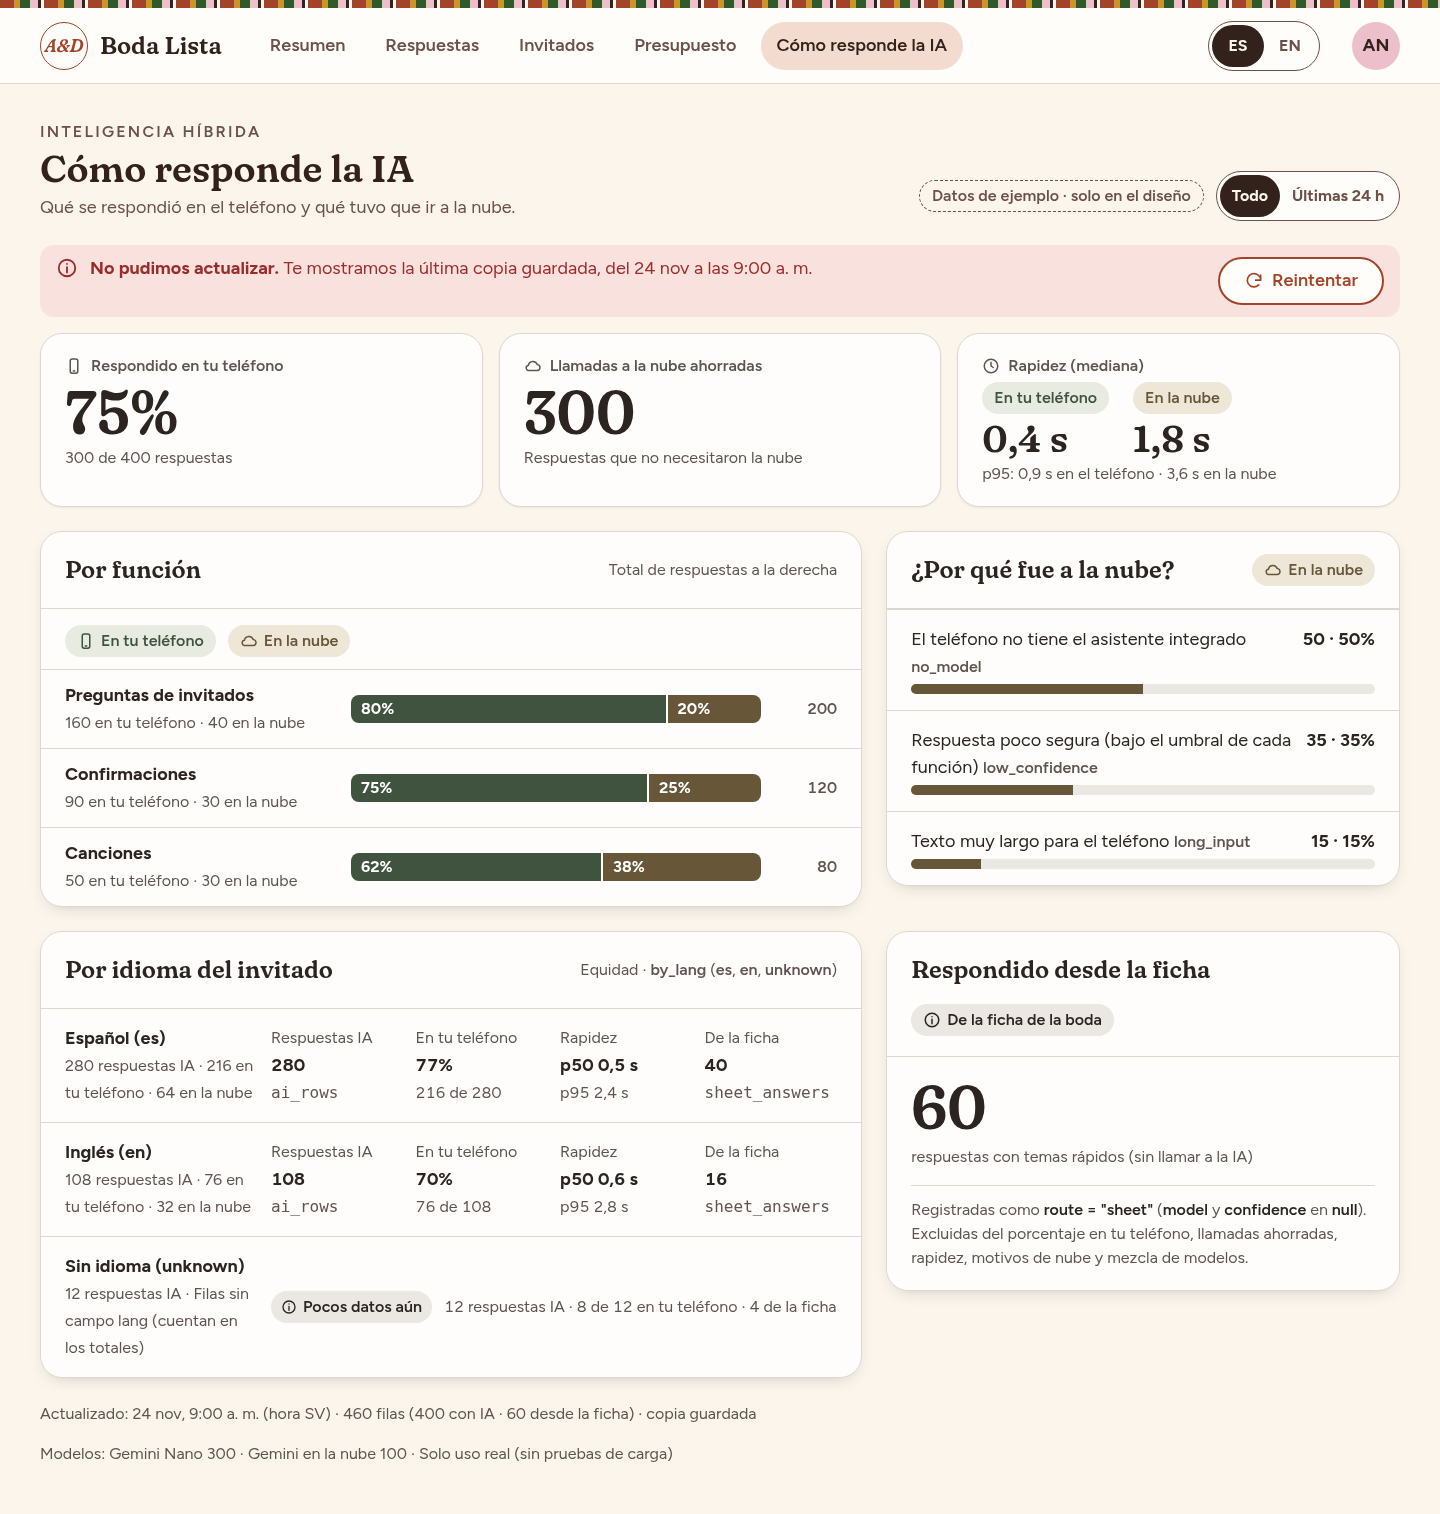 A&D Boda Lista Resumen Respuestas Invitados Presupuesto Cómo responde la IA ES EN AN
INTELIGENCIA HÍBRIDA
Cómo responde la IA
Qué se respondió en el teléfono y qué tuvo que ir a la nube.
Datos de ejemplo · solo en el diseño Todo Últimas 24 h
No pudimos actualizar. Te mostramos la última copia guardada, del 24 nov a las 9:00 a. m.
Reintentar
Respondido en tu teléfono
75%
300 de 400 respuestas
Llamadas a la nube ahorradas
300
Respuestas que no necesitaron la nube
Rapidez (mediana)
En tu teléfono En la nube
0,4 s 1,8 s
p95: 0,9 s en el teléfono · 3,6 s en la nube
Por función Total de respuestas a la derecha
En tu teléfono En la nube
Preguntas de invitados
160 en tu teléfono · 40 en la nube
80% 20% 200
Confirmaciones
90 en tu teléfono · 30 en la nube
75% 25% 120
Canciones
50 en tu teléfono · 30 en la nube
62% 38% 80
¿Por qué fue a la nube? En la nube
El teléfono no tiene el asistente integrado 50 · 50%
no_model
Respuesta poco segura (bajo el umbral de cada 35 · 35%
función) low_confidence
Texto muy largo para el teléfono long_input 15 · 15%
Por idioma del invitado Equidad · by_lang (es, en, unknown)
Español (es)
280 respuestas IA · 216 en
tu teléfono · 64 en la nube
Respuestas IA
280
ai_rows
En tu teléfono
77%
216 de 280
Rapidez
p50 0,5 s
p95 2,4 s
De la ficha
40
sheet_answers
Inglés (en)
108 respuestas IA · 76 en
tu teléfono · 32 en la nube
Respuestas IA
108
ai_rows
En tu teléfono
70%
76 de 108
Rapidez
p50 0,6 s
p95 2,8 s
De la ficha
16
sheet_answers
Sin idioma (unknown)
12 respuestas IA · Filas sin
campo lang (cuentan en
los totales)
Pocos datos aún 12 respuestas IA · 8 de 12 en tu teléfono · 4 de la ficha
Respondido desde la ficha
De la ficha de la boda
60
respuestas con temas rápidos (sin llamar a la IA)
Registradas como route = "sheet" (model y confidence en null).
Excluidas del porcentaje en tu teléfono, llamadas ahorradas,
rapidez, motivos de nube y mezcla de modelos.
Actualizado: 24 nov, 9:00 a. m. (hora SV) · 460 filas (400 con IA · 60 desde la ficha) · copia guardada
Modelos: Gemini Nano 300 · Gemini en la nube 100 · Solo uso real (sin pruebas de carga)